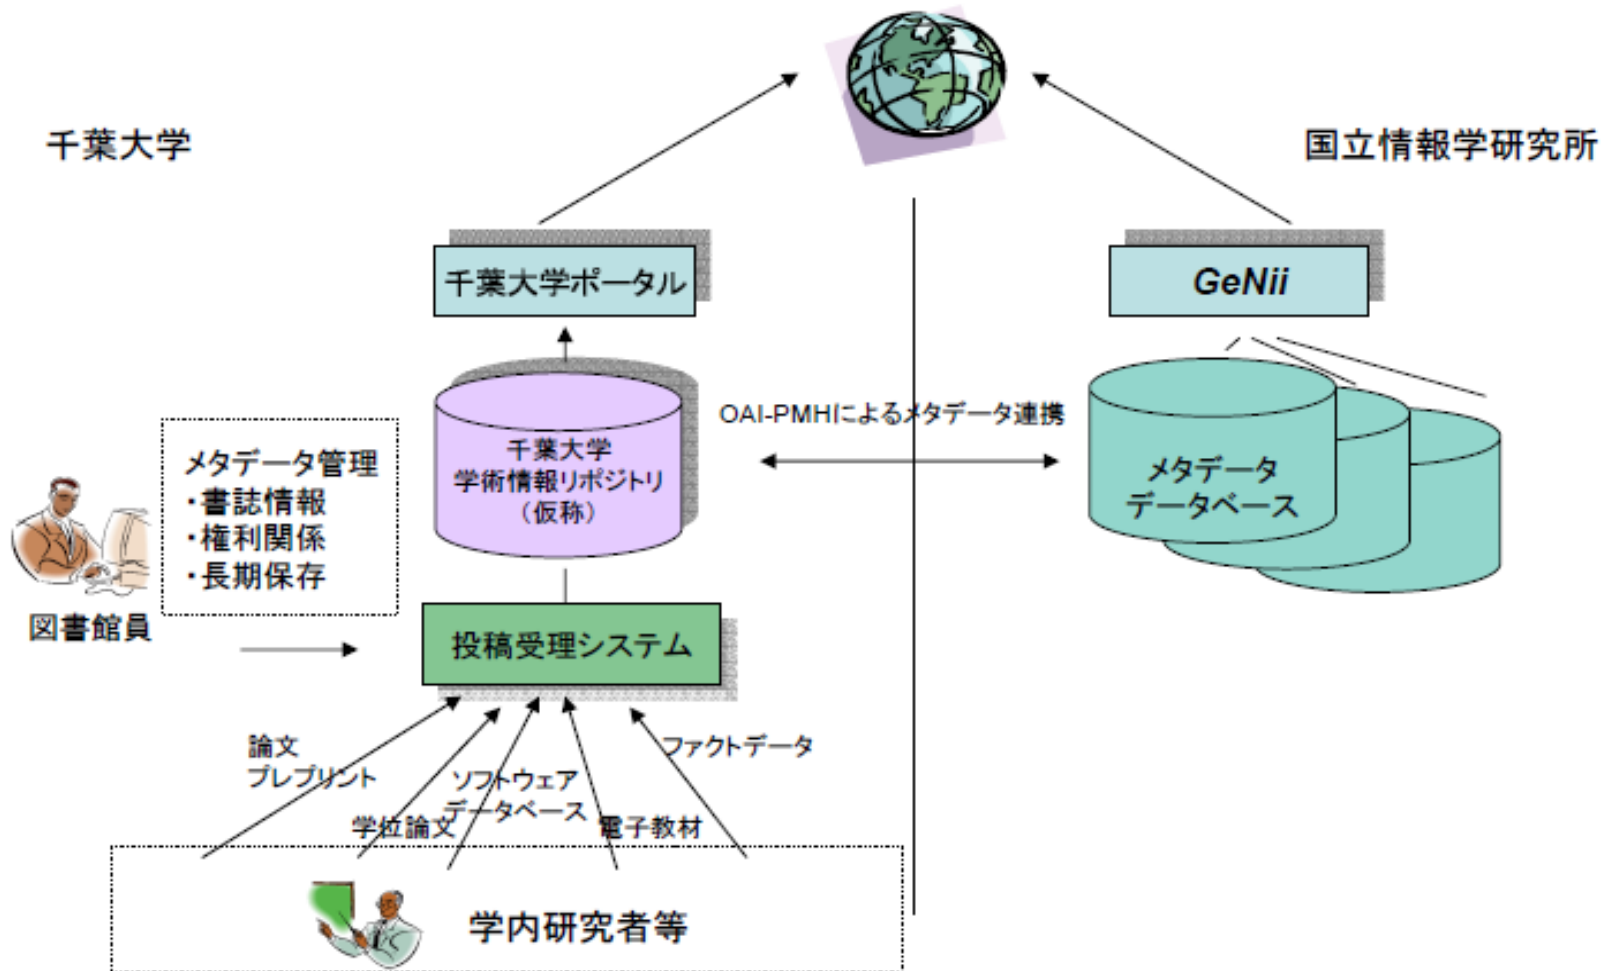 千葉大学
国立情報学研究所
千葉大学ポータル
GeNii
OAI-PMHによるメタデータ連携
千葉大学
学術情報リポジトリ
（仮称）
メタデータ
データベース
メタデータ管理
・書誌情報
・権利関係
・長期保存
図書館員
投稿受理システム
論文
プレプリント
学位論文
ソフトウェア
データベース
電子教材
ファクトデータ
学内研究者等